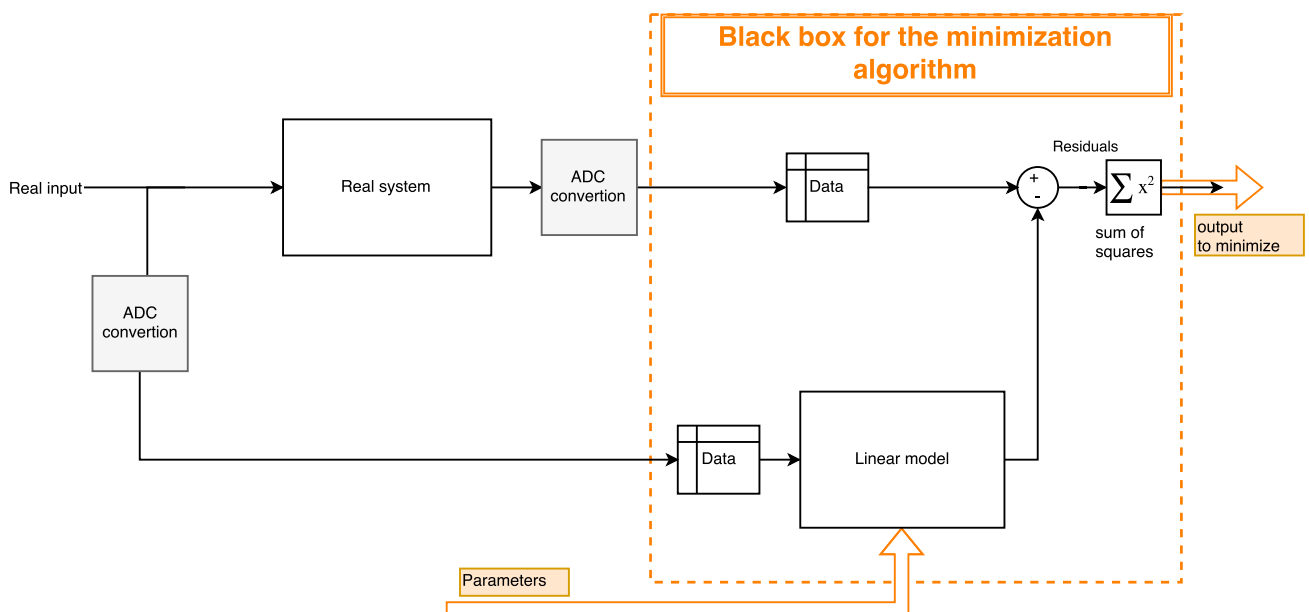 Black box for the minimization
algorithm
Residuals
Real input
Real system
ADC
convertion
Data
+
-
∑ x²
sum of
squares
output
to minimize
ADC
convertion
Data
Linear model
Parameters